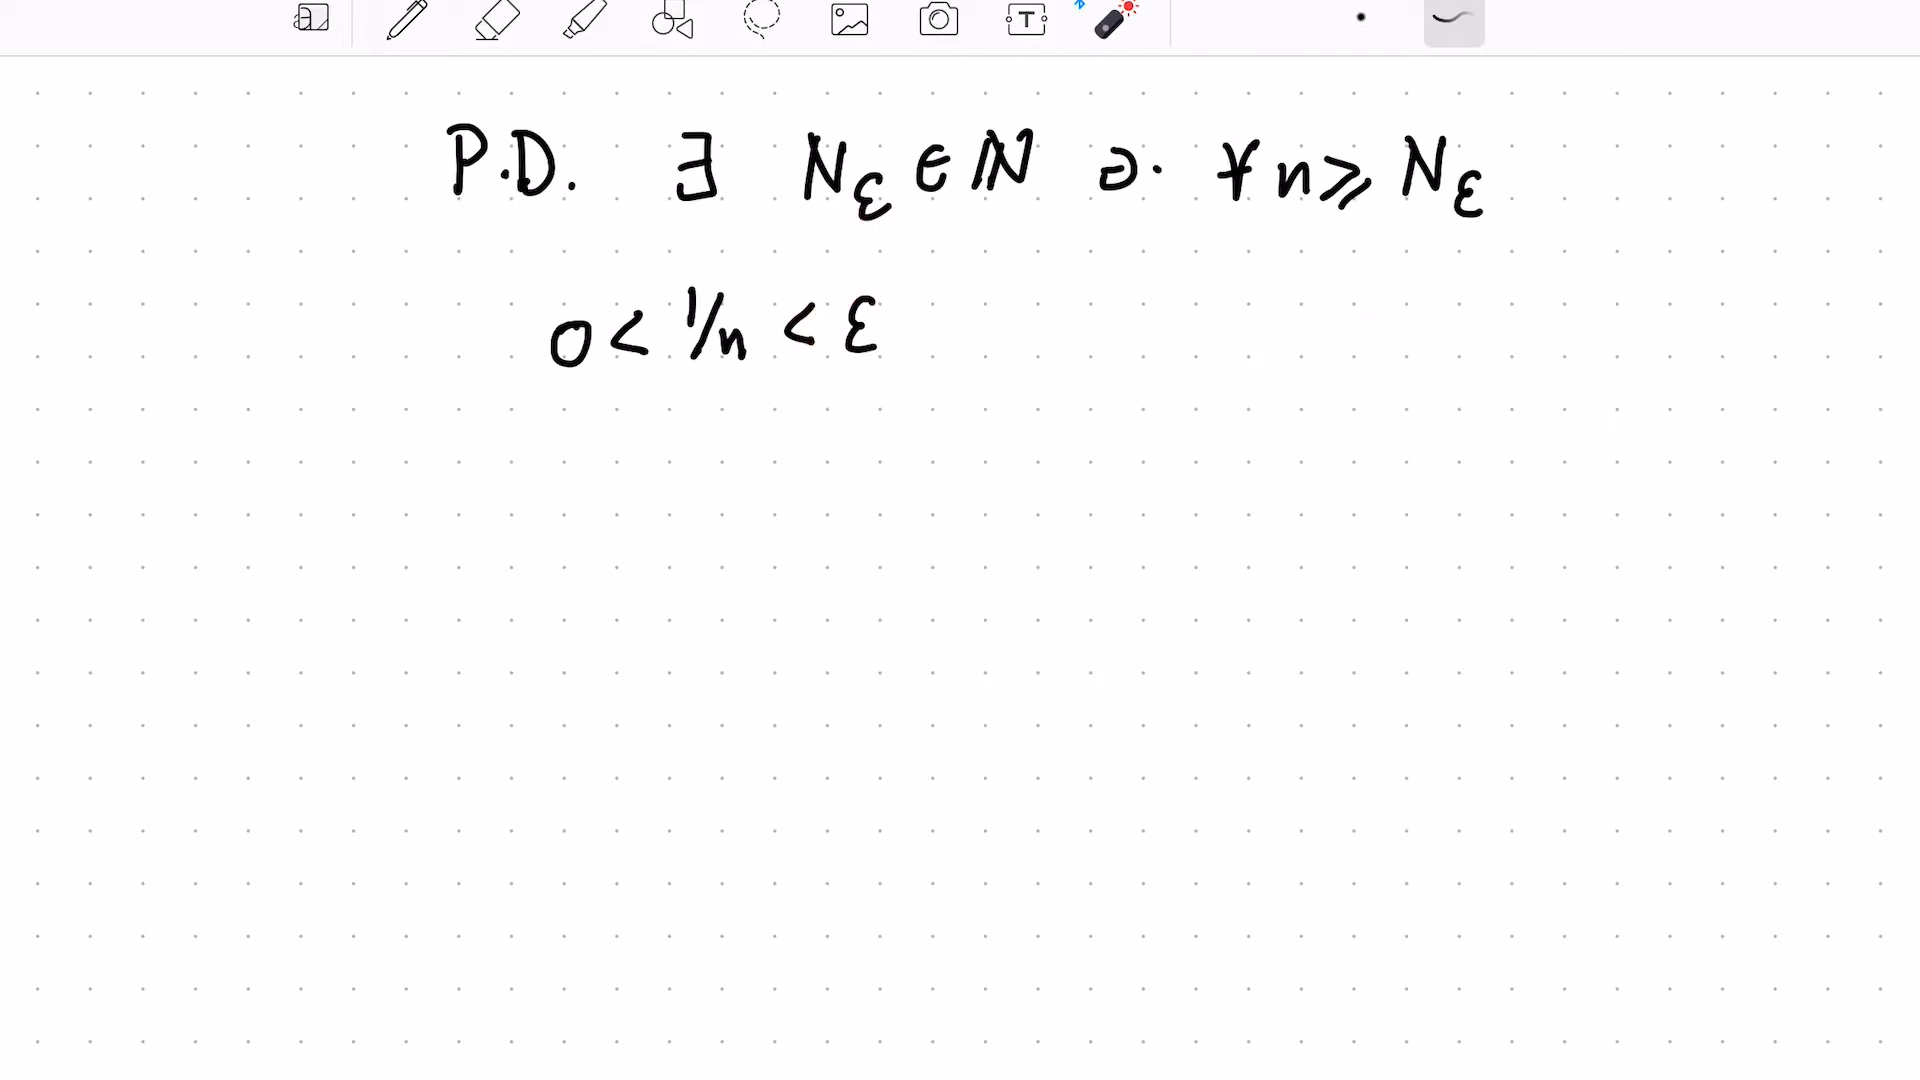 P.D. ∃ N_ε ∈ ℕ ∋. ∀ n ⩾ N_ε
0 < 1/n < ε